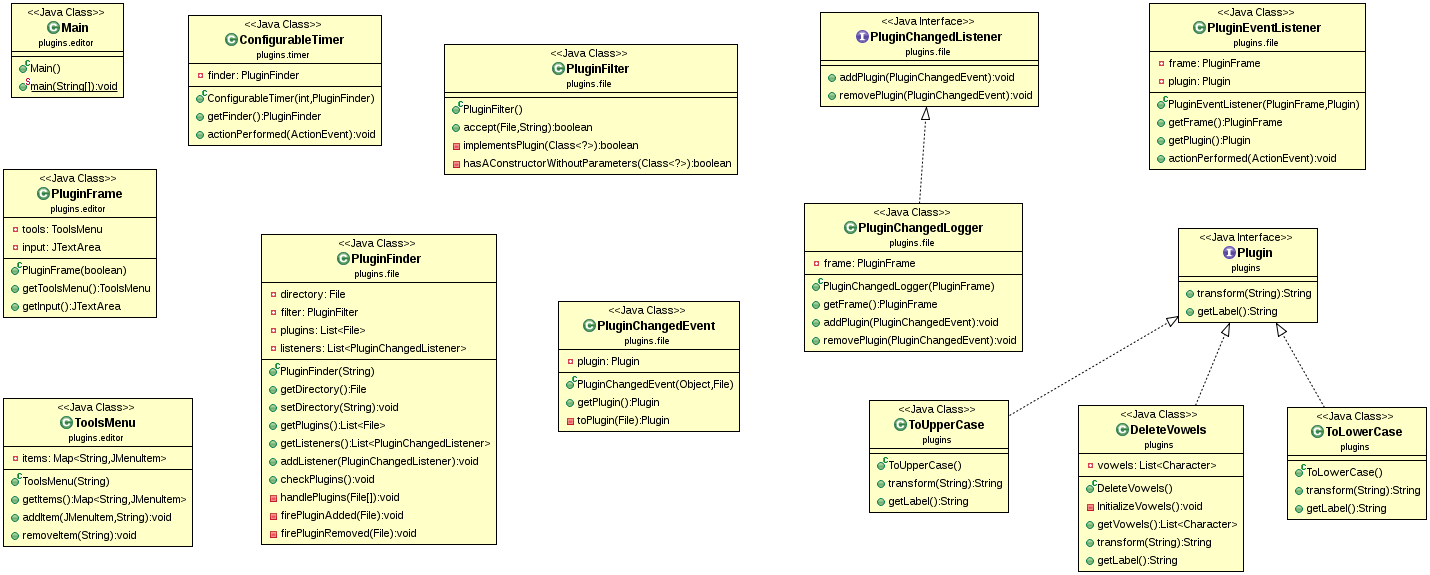 <<Java Class>>
Main
plugins.editor
Main()
main(String[]):void
<<Java Class>>
ConfigurableTimer
plugins.timer
finder: PluginFinder
ConfigurableTimer(int,PluginFinder)
getFinder():PluginFinder
actionPerformed(ActionEvent):void
<<Java Class>>
PluginFilter
plugins.file
PluginFilter()
accept(File,String):boolean
implementsPlugin(Class<?>):boolean
hasAConstructorWithoutParameters(Class<?>):boolean
<<Java Interface>>
PluginChangedListener
plugins.file
addPlugin(PluginChangedEvent):void
removePlugin(PluginChangedEvent):void
<<Java Class>>
PluginEventListener
plugins.file
frame: PluginFrame
plugin: Plugin
PluginEventListener(PluginFrame,Plugin)
getFrame():PluginFrame
getPlugin():Plugin
actionPerformed(ActionEvent):void
<<Java Class>>
PluginFrame
plugins.editor
tools: ToolsMenu
input: JTextArea
PluginFrame(boolean)
getToolsMenu():ToolsMenu
getInput():JTextArea
<<Java Class>>
PluginFinder
plugins.file
directory: File
filter: PluginFilter
plugins: List<File>
listeners: List<PluginChangedListener>
PluginFinder(String)
getDirectory():File
setDirectory(String):void
getPlugins():List<File>
getListeners():List<PluginChangedListener>
addListener(PluginChangedListener):void
checkPlugins():void
handlePlugins(File[]):void
firePluginAdded(File):void
firePluginRemoved(File):void
<<Java Class>>
PluginChangedEvent
plugins.file
plugin: Plugin
PluginChangedEvent(Object,File)
getPlugin():Plugin
toPlugin(File):Plugin
<<Java Class>>
PluginChangedLogger
plugins.file
frame: PluginFrame
PluginChangedLogger(PluginFrame)
getFrame():PluginFrame
addPlugin(PluginChangedEvent):void
removePlugin(PluginChangedEvent):void
<<Java Interface>>
Plugin
plugins
transform(String):String
getLabel():String
<<Java Class>>
ToolsMenu
plugins.editor
items: Map<String,JMenuItem>
ToolsMenu(String)
getItems():Map<String,JMenuItem>
addItem(JMenuItem,String):void
removeItem(String):void
<<Java Class>>
ToUpperCase
plugins
ToUpperCase()
transform(String):String
getLabel():String
<<Java Class>>
DeleteVowels
plugins
vowels: List<Character>
DeleteVowels()
InitializeVowels():void
getVowels():List<Character>
transform(String):String
getLabel():String
<<Java Class>>
ToLowerCase
plugins
ToLowerCase()
transform(String):String
getLabel():String